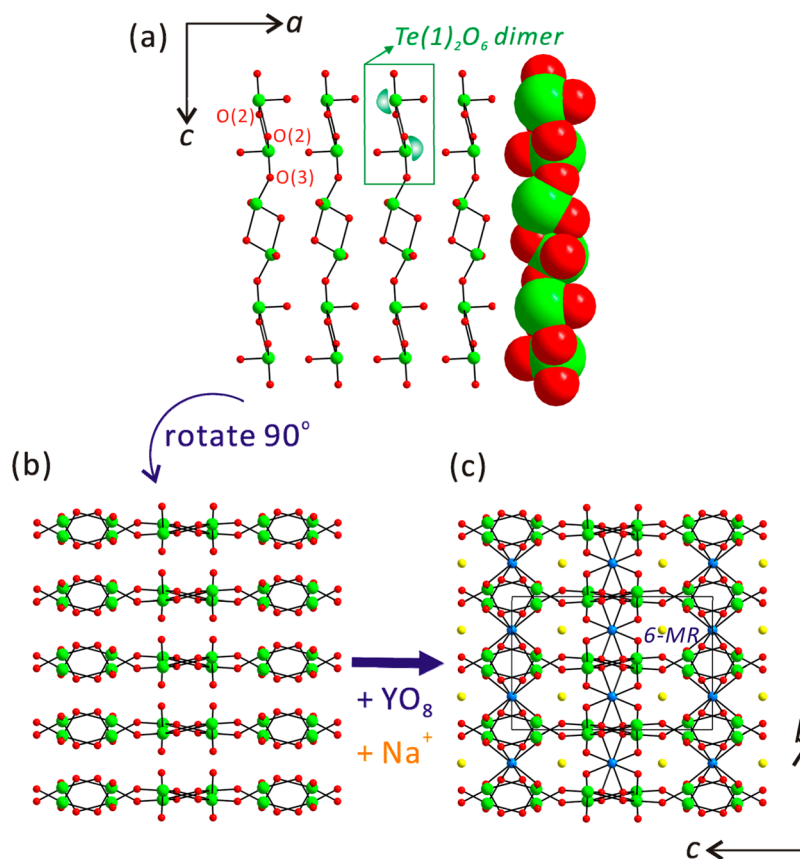 (a)
a
Te(1)₂O₆ dimer
O(2)
c
O(2)
O(3)
rotate 90°
(b)
(c)
6-MR
+ YO₈
+ Na⁺
b
c